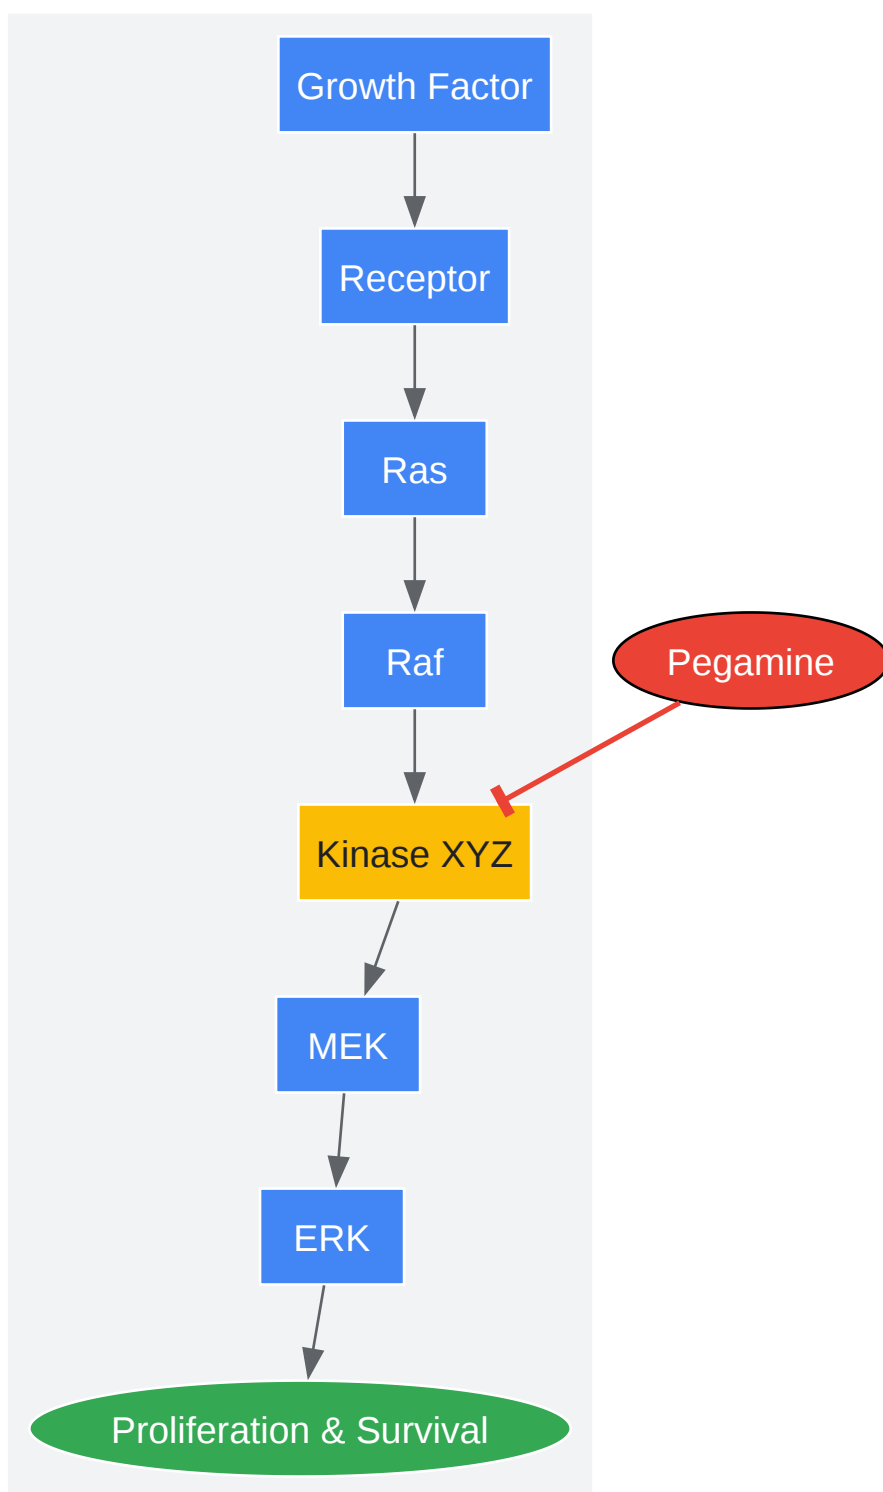 Growth Factor
Receptor
Ras
Raf
Pegamine
Kinase XYZ
MEK
ERK
Proliferation & Survival